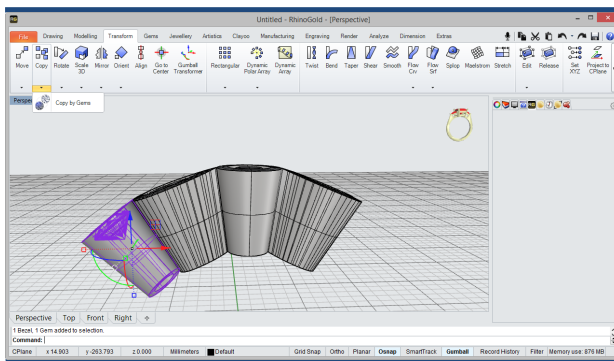 Untitled - RhinoGold - [Perspective]
File Drawing Modelling Transform Gems Jewellery Artistics Clayoo Manufacturing Engraving Render Analyze Dimension Extras
Move Copy Rotate Scale 3D Mirror Orient Align Go to Center Gumball Transformer Rectangular Dynamic Polar Array Dynamic Array Twist Bend Taper Shear Smooth Flow Crv Flow Srf Splop Maelstrom Stretch Edit Release Set XYZ Project to CPlane
Copy by Gems
Perspective Top Front Right
1 Bezel, 1 Gem added to selection.
Command:
CPlane x 14.903 y -263.793 z 0.000 Millimeters Default Grid Snap Ortho Planar Osnap SmartTrack Gumball Record History Filter Memory use: 876 MB